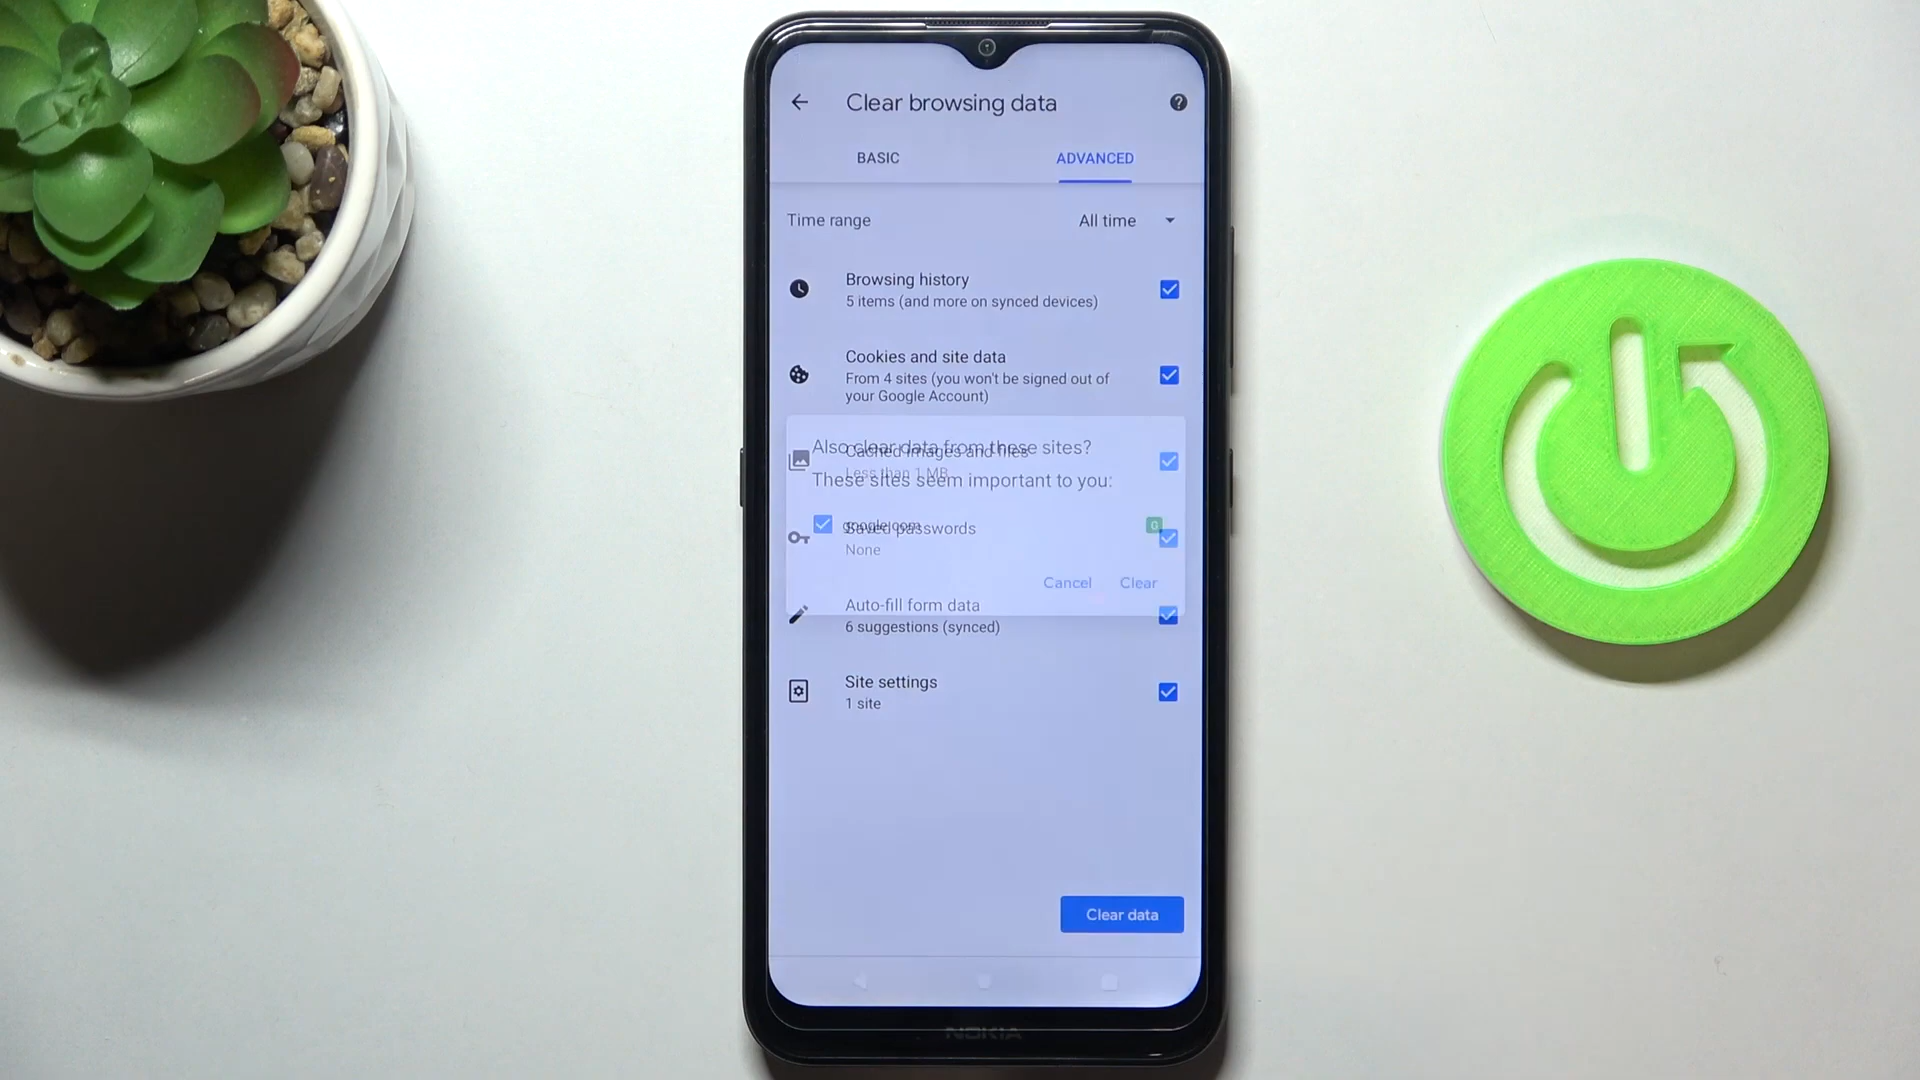 Clear browsing data
BASIC
ADVANCED
Time range
All time
Browsing history
5 items (and more on synced devices)
Cookies and site data
From 4 sites (you won't be signed out of
your Google Account)
Also clear data from these sites?
Cached images and files
Less than 1 MB
These sites seem important to you:
google.com
G
Saved passwords
None
Cancel
Clear
Auto-fill form data
6 suggestions (synced)
Site settings
1 site
Clear data
NOKIA